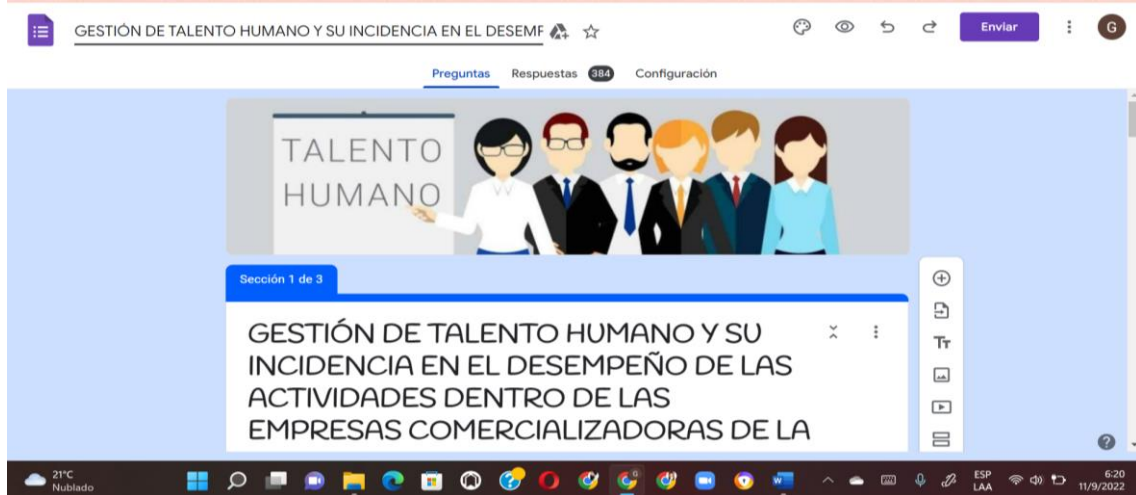 GESTIÓN DE TALENTO HUMANO Y SU INCIDENCIA EN EL DESEMP
Enviar
G
Preguntas Respuestas 384 Configuración
TALENTO
HUMANO
Sección 1 de 3
GESTIÓN DE TALENTO HUMANO Y SU
INCIDENCIA EN EL DESEMPEÑO DE LAS
ACTIVIDADES DENTRO DE LAS
EMPRESAS COMERCIALIZADORAS DE LA
21°C
Nublado
ESP
LAA
6:20
11/9/2022